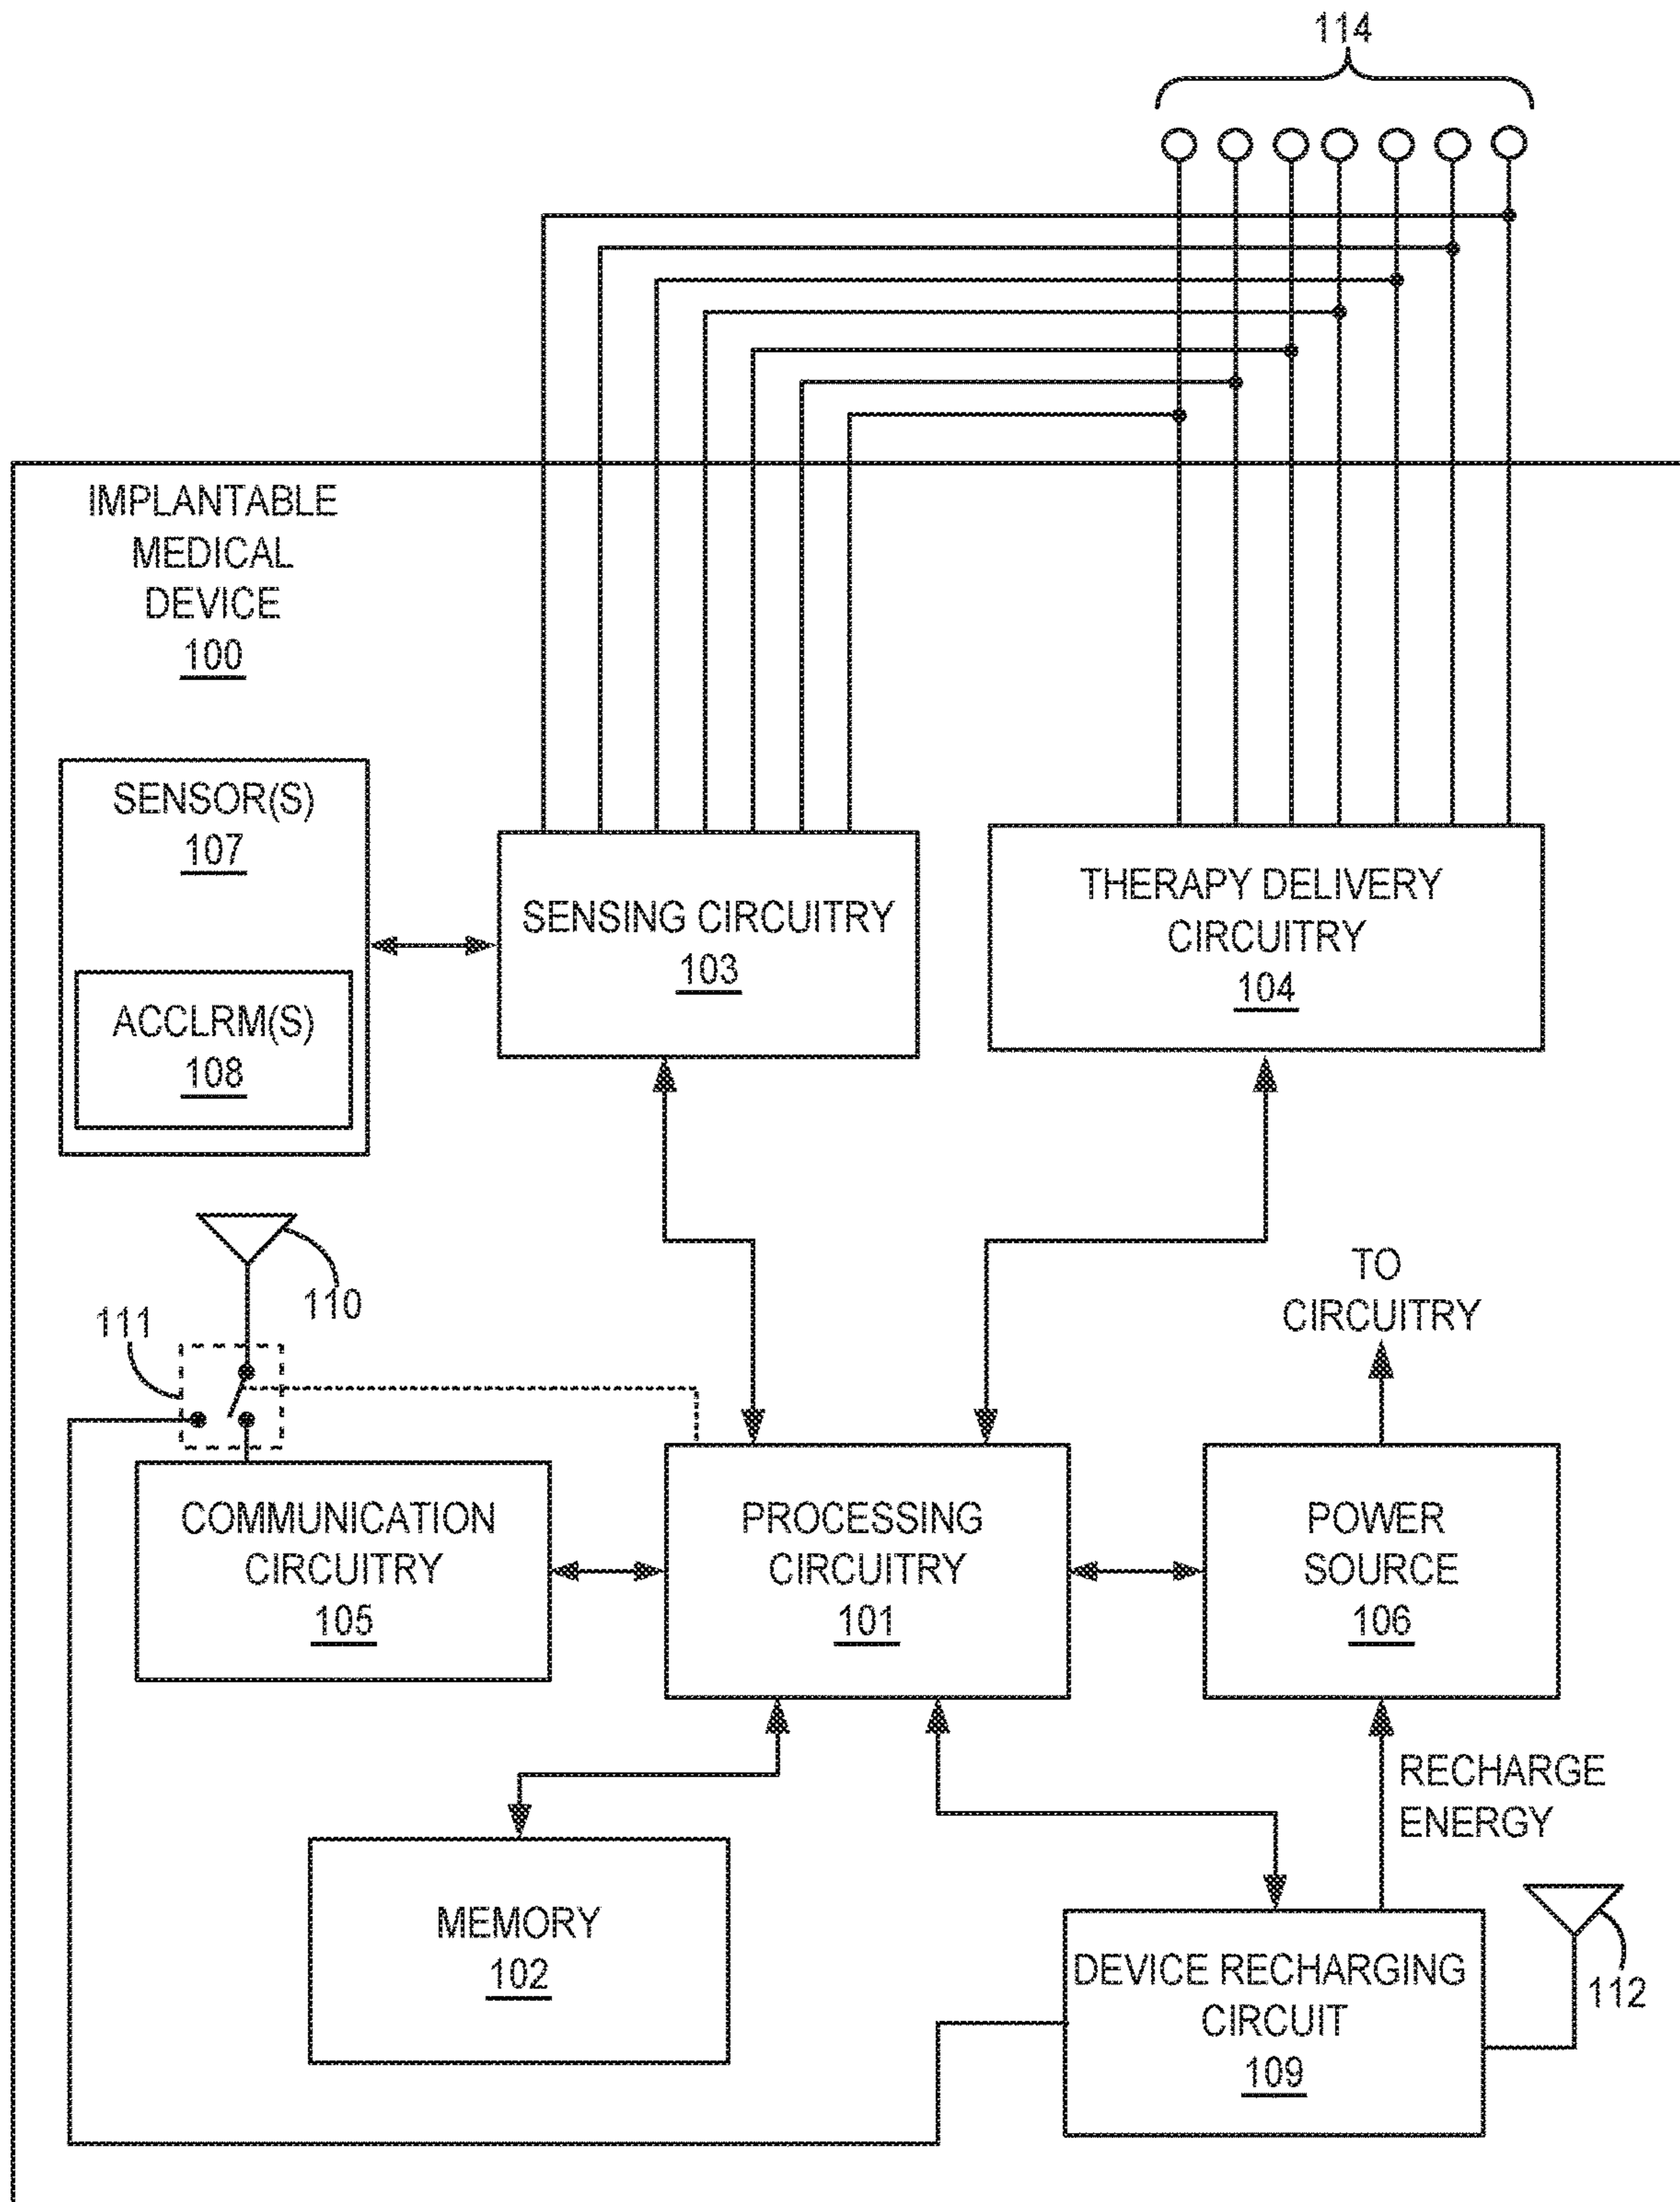 114
IMPLANTABLE
MEDICAL
DEVICE
100
SENSOR(S)
107
ACCLRM(S)
108
SENSING CIRCUITRY
103
THERAPY DELIVERY
CIRCUITRY
104
110
111
TO
CIRCUITRY
COMMUNICATION
CIRCUITRY
105
PROCESSING
CIRCUITRY
101
POWER
SOURCE
106
RECHARGE
ENERGY
MEMORY
102
DEVICE RECHARGING
CIRCUIT
109
112